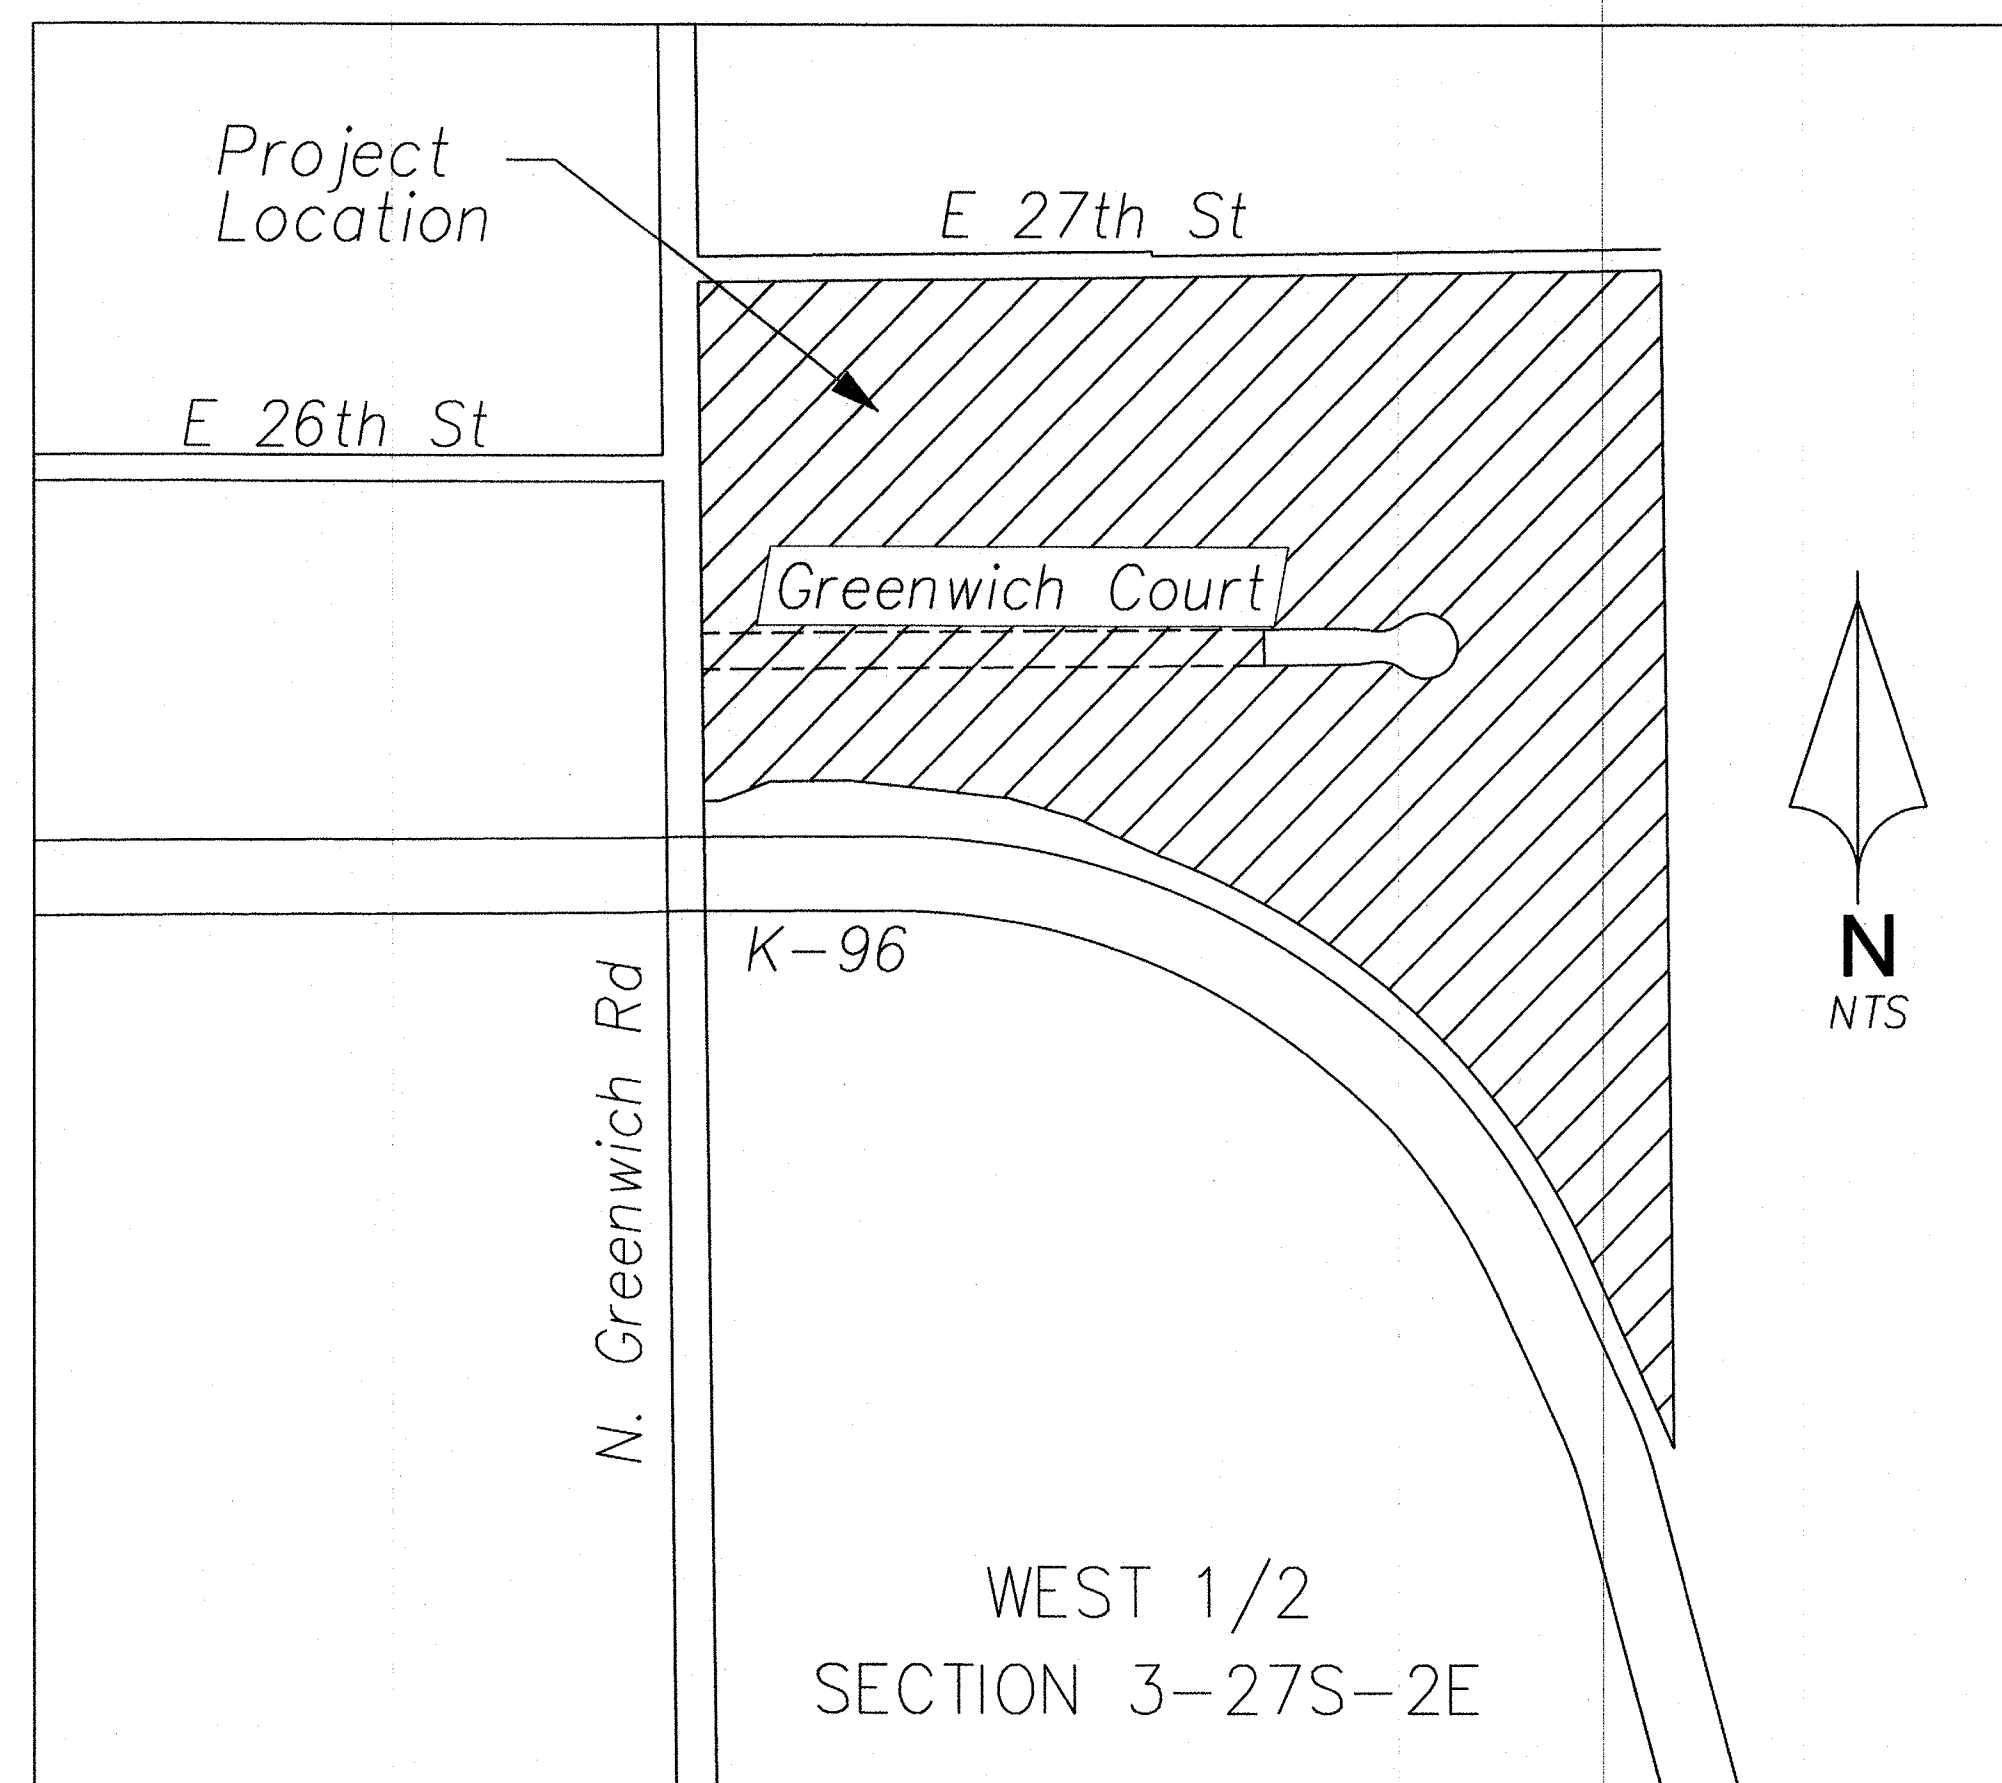 Project
Location
E 27th St
E 26th St
Greenwich Court
K-96
N. Greenwich Rd
N
NTS
WEST 1/2
SECTION 3-27S-2E